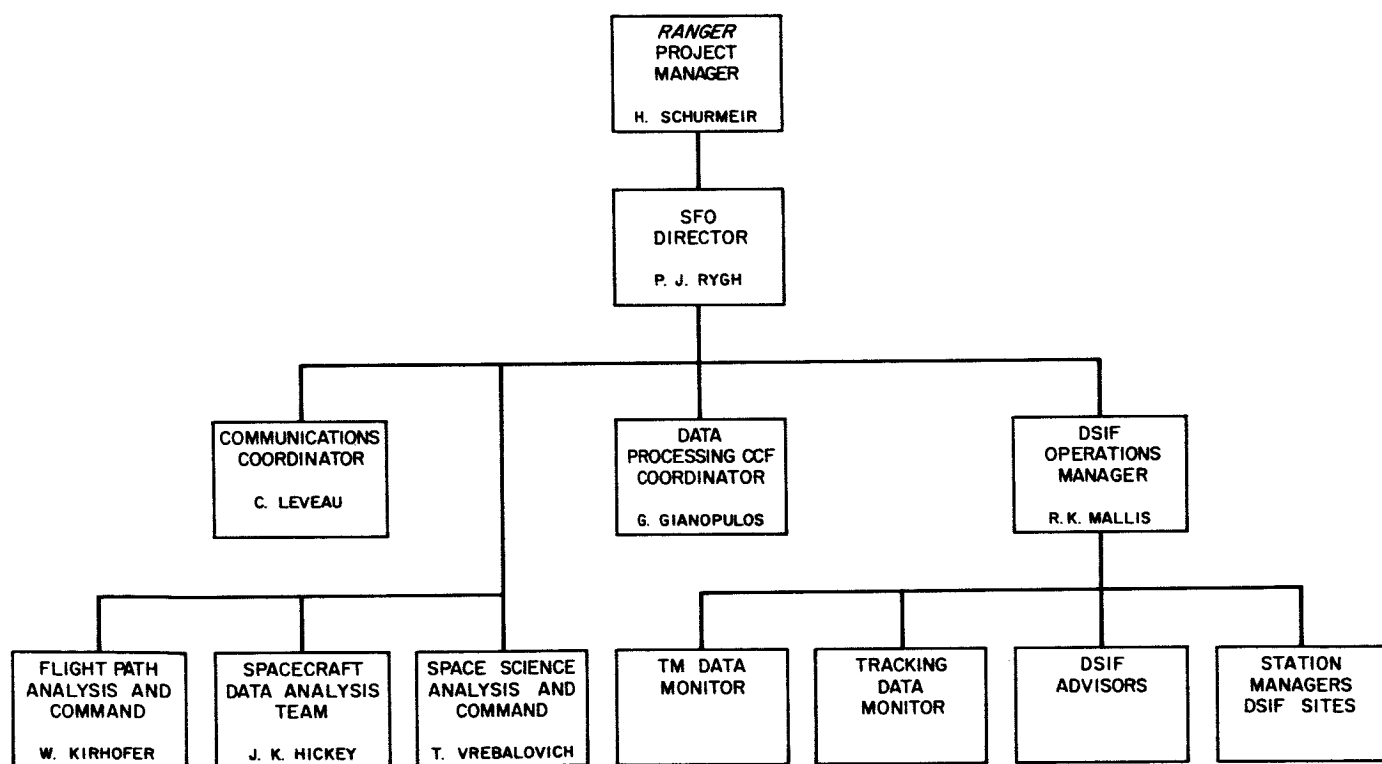 RANGER
PROJECT
MANAGER
H. SCHURMEIR
SFO
DIRECTOR
P. J. RYGH
COMMUNICATIONS
COORDINATOR
C. LEVEAU
DATA
PROCESSING CCF
COORDINATOR
G. GIANOPULOS
DSIF
OPERATIONS
MANAGER
R. K. MALLIS
FLIGHT PATH
ANALYSIS AND
COMMAND
W. KIRHOFER
SPACECRAFT
DATA ANALYSIS
TEAM
J. K. HICKEY
SPACE SCIENCE
ANALYSIS AND
COMMAND
T. VREBALOVICH
TM DATA
MONITOR
TRACKING
DATA
MONITOR
DSIF
ADVISORS
STATION
MANAGERS
DSIF SITES